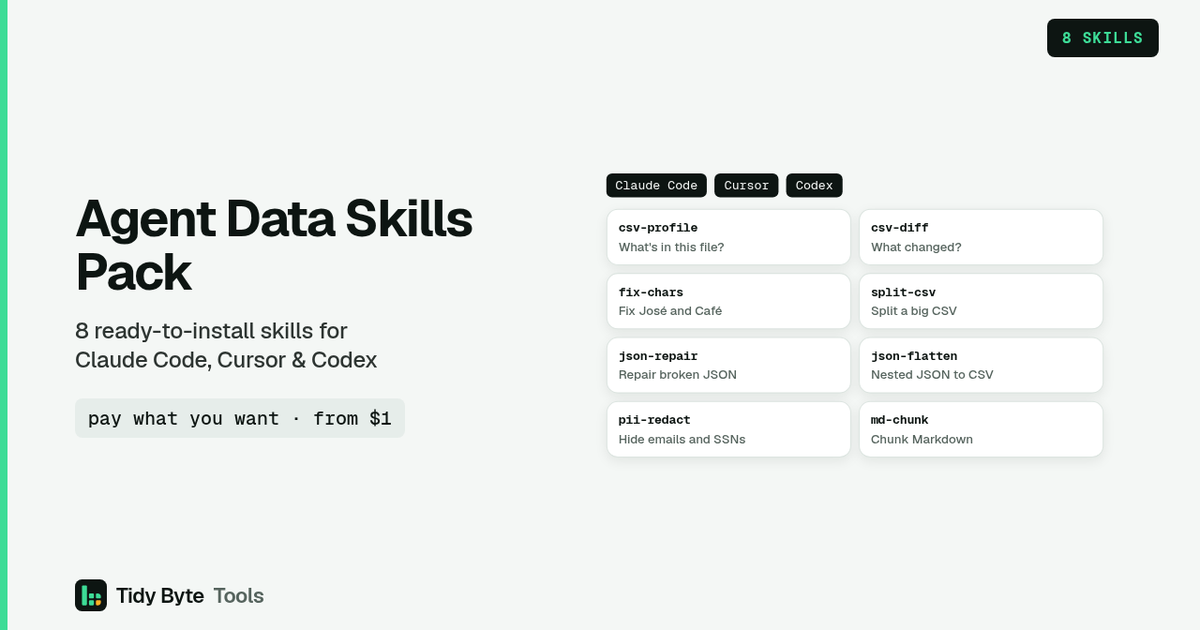 8 SKILLS
Agent Data Skills
Pack
8 ready-to-install skills for
Claude Code, Cursor & Codex
pay what you want · from $1
Claude Code Cursor Codex
csv-profile
What's in this file?
csv-diff
What changed?
fix-chars
Fix José and Café
split-csv
Split a big CSV
json-repair
Repair broken JSON
json-flatten
Nested JSON to CSV
pii-redact
Hide emails and SSNs
md-chunk
Chunk Markdown
Tidy Byte Tools